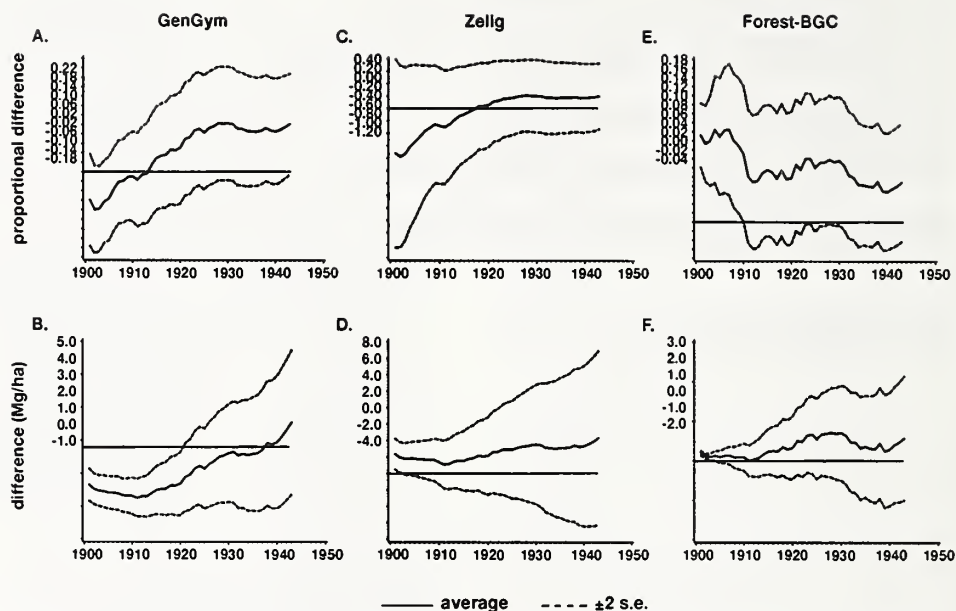 GenGym
Zelig
Forest-BGC
A.
C.
E.
proportional difference
0.22
0.18
0.14
0.10
0.06
0.02
-0.02
-0.06
-0.10
-0.14
-0.18
1900 1910 1920 1930 1940 1950
0.40
0.20
0.00
-0.40
-0.60
-0.80
-1.00
-1.20
1900 1910 1920 1930 1940 1950
0.18
0.10
0.08
0.06
0.04
0.02
0.00
-0.02
-0.04
1900 1910 1920 1930 1940 1950
B.
D.
F.
difference (Mg/ha)
5.0
4.0
2.0
1.0
0.0
-1.0
1900 1910 1920 1930 1940 1950
8.0
6.0
4.0
2.0
0.0
-2.0
-4.0
1900 1910 1920 1930 1940 1950
3.0
2.0
1.0
0.0
-1.0
-2.0
1900 1910 1920 1930 1940 1950
average
±2 s.e.